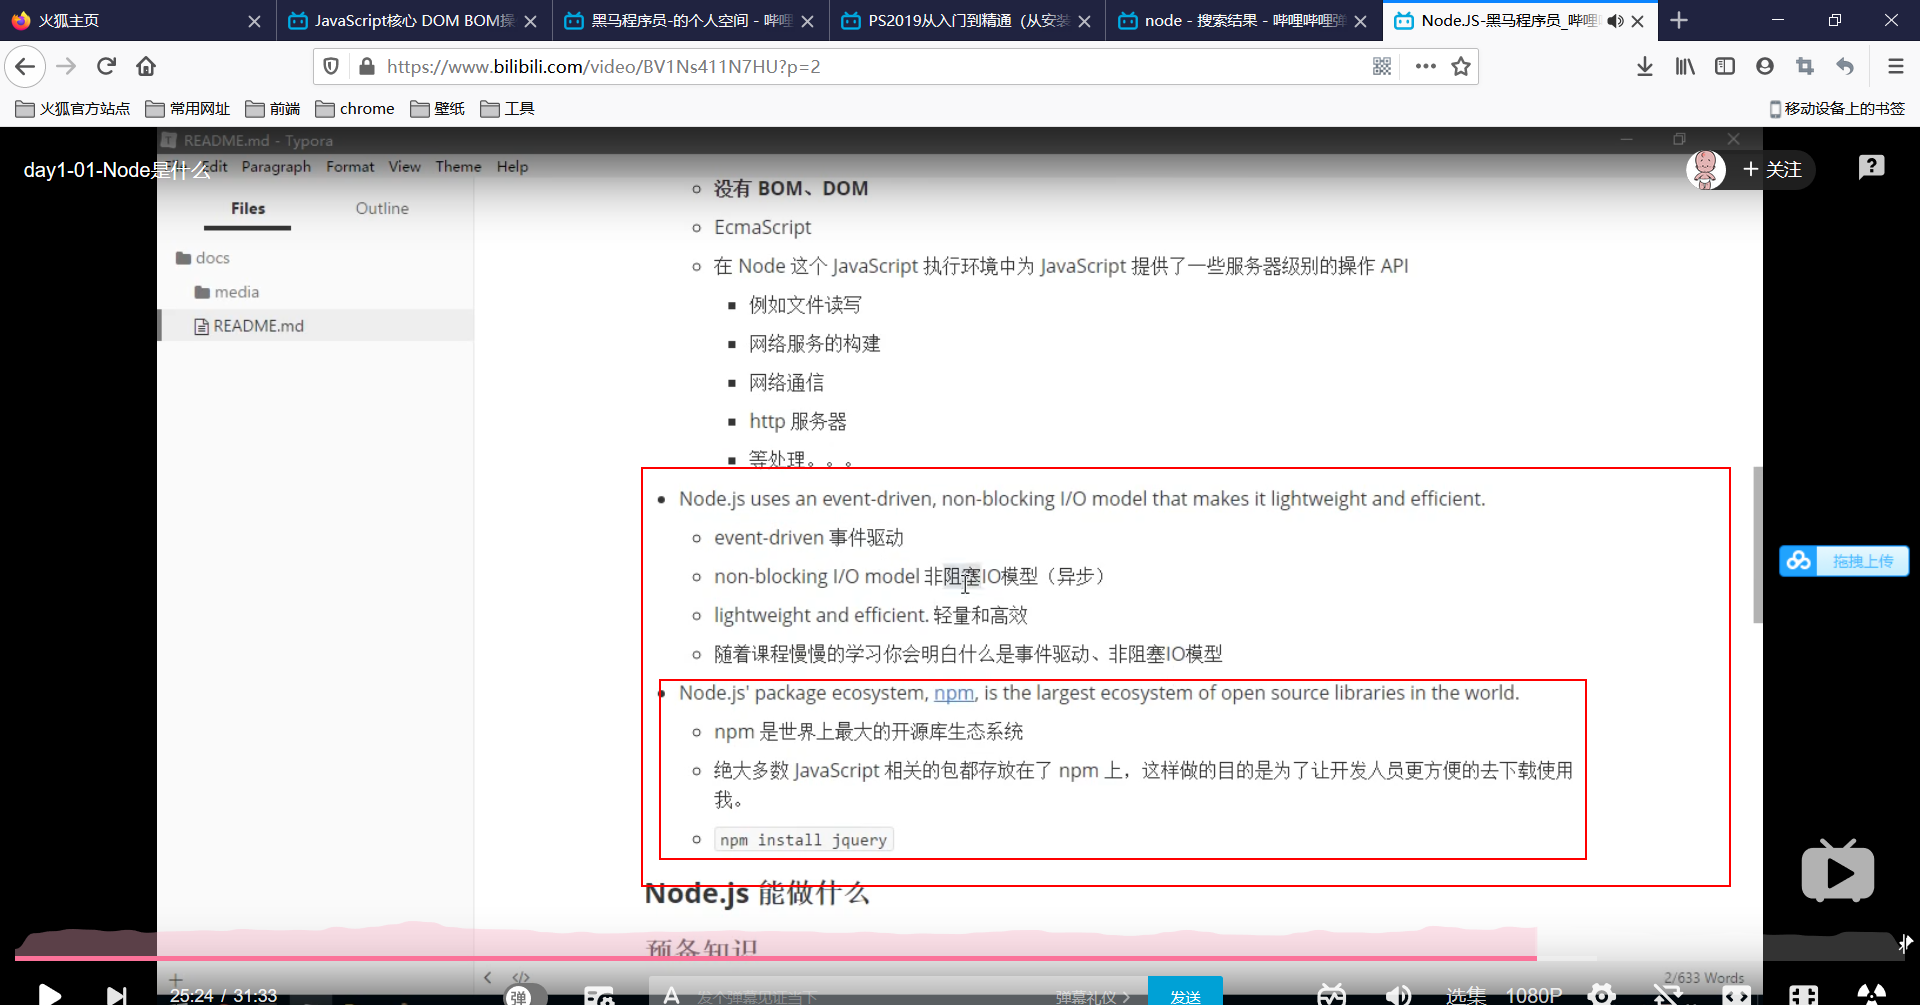 火狐主页
JavaScript核心 DOM BOM操
黑马程序员-的个人空间 - 哔哩
PS2019从入门到精通（从安装
node - 搜索结果 - 哔哩哔哩弹
Node.JS-黑马程序员_哔哩
https://www.bilibili.com/video/BV1Ns411N7HU?p=2
火狐官方站点
常用网址
前端
chrome
壁纸
工具
移动设备上的书签
README.md - Typora
day1-01-Node是什么
Edit Paragraph Format View Theme Help
+ 关注
Files
Outline
docs
media
README.md
没有 BOM、DOM
EcmaScript
在 Node 这个 JavaScript 执行环境中为 JavaScript 提供了一些服务器级别的操作 API
例如文件读写
网络服务的构建
网络通信
http 服务器
等处理。。。
Node.js uses an event-driven, non-blocking I/O model that makes it lightweight and efficient.
event-driven 事件驱动
non-blocking I/O model 非阻塞IO模型（异步）
lightweight and efficient. 轻量和高效
随着课程慢慢的学习你会明白什么是事件驱动、非阻塞IO模型
Node.js' package ecosystem, npm, is the largest ecosystem of open source libraries in the world.
npm 是世界上最大的开源库生态系统
绝大多数 JavaScript 相关的包都存放在了 npm 上，这样做的目的是为了让开发人员更方便的去下载使用
我。
npm install jquery
拖拽上传
Node.js 能做什么
预备知识
2/633 Words
25:24 / 31:33
弹
A 发个弹幕见证当下
弹幕礼仪 >
发送
选集
1080P